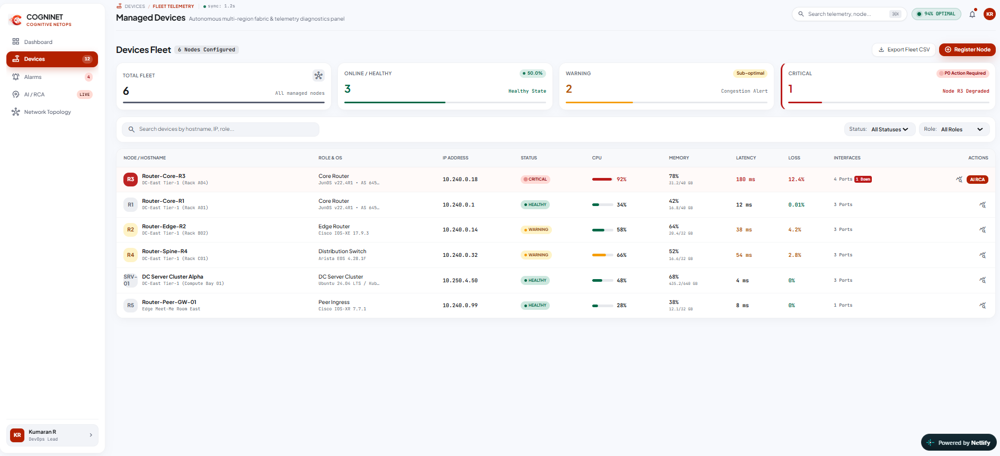 COGNINET
COGNITIVE NETOPS
Dashboard
Devices 12
Alarms 4
AI / RCA LIVE
Network Topology
Kumaran R
DevOps Lead
KR
DEVICES / FLEET TELEMETRY sync: 1.2s
Managed Devices Autonomous multi-region fabric & telemetry diagnostics panel
Search telemetry, node... ⌘K 94% OPTIMAL KR
Devices Fleet 6 Nodes Configured Export Fleet CSV Register Node
TOTAL FLEET
6 All managed nodes
ONLINE / HEALTHY 50.0%
3 Healthy State
WARNING Sub-optimal
2 Congestion Alert
CRITICAL P0 Action Required
1 Node R3 Degraded
Search devices by hostname, IP, role... Status: All Statuses Role: All Roles
NODE / HOSTNAME ROLE & OS IP ADDRESS STATUS CPU MEMORY LATENCY LOSS INTERFACES ACTIONS
R3 Router-Core-R3 Core Router 10.240.0.18 CRITICAL 92% 78% 180 ms 12.4% 4 Ports 1 Down AI RCA
DC-East Tier-1 (Rack A04) JunOS v22.4R1 • AS 645… 31.2/40 GB
R1 Router-Core-R1 Core Router 10.240.0.1 HEALTHY 34% 42% 12 ms 0.01% 3 Ports
DC-East Tier-1 (Rack A01) JunOS v22.4R1 • AS 645… 16.8/40 GB
R2 Router-Edge-R2 Edge Router 10.240.0.14 WARNING 58% 64% 38 ms 4.2% 3 Ports
DC-East Tier-1 (Rack B02) Cisco IOS-XE 17.9.3 20.4/32 GB
R4 Router-Spine-R4 Distribution Switch 10.240.0.32 WARNING 66% 52% 54 ms 2.8% 3 Ports
DC-East Tier-1 (Rack C01) Arista EOS 4.28.1F 16.6/32 GB
SRV-01 DC Server Cluster Alpha DC Server Cluster 10.250.4.50 HEALTHY 48% 68% 4 ms 0% 3 Ports
DC-East Tier-1 (Compute Bay 01) Ubuntu 24.04 LTS / Kub… 435.2/640 GB
R5 Router-Peer-GW-01 Peer Ingress 10.240.0.99 HEALTHY 28% 38% 8 ms 0% 1 Ports
Edge Meet-Me Room East Cisco IOS-XR 7.7.1 12.1/32 GB
Powered by Netlify